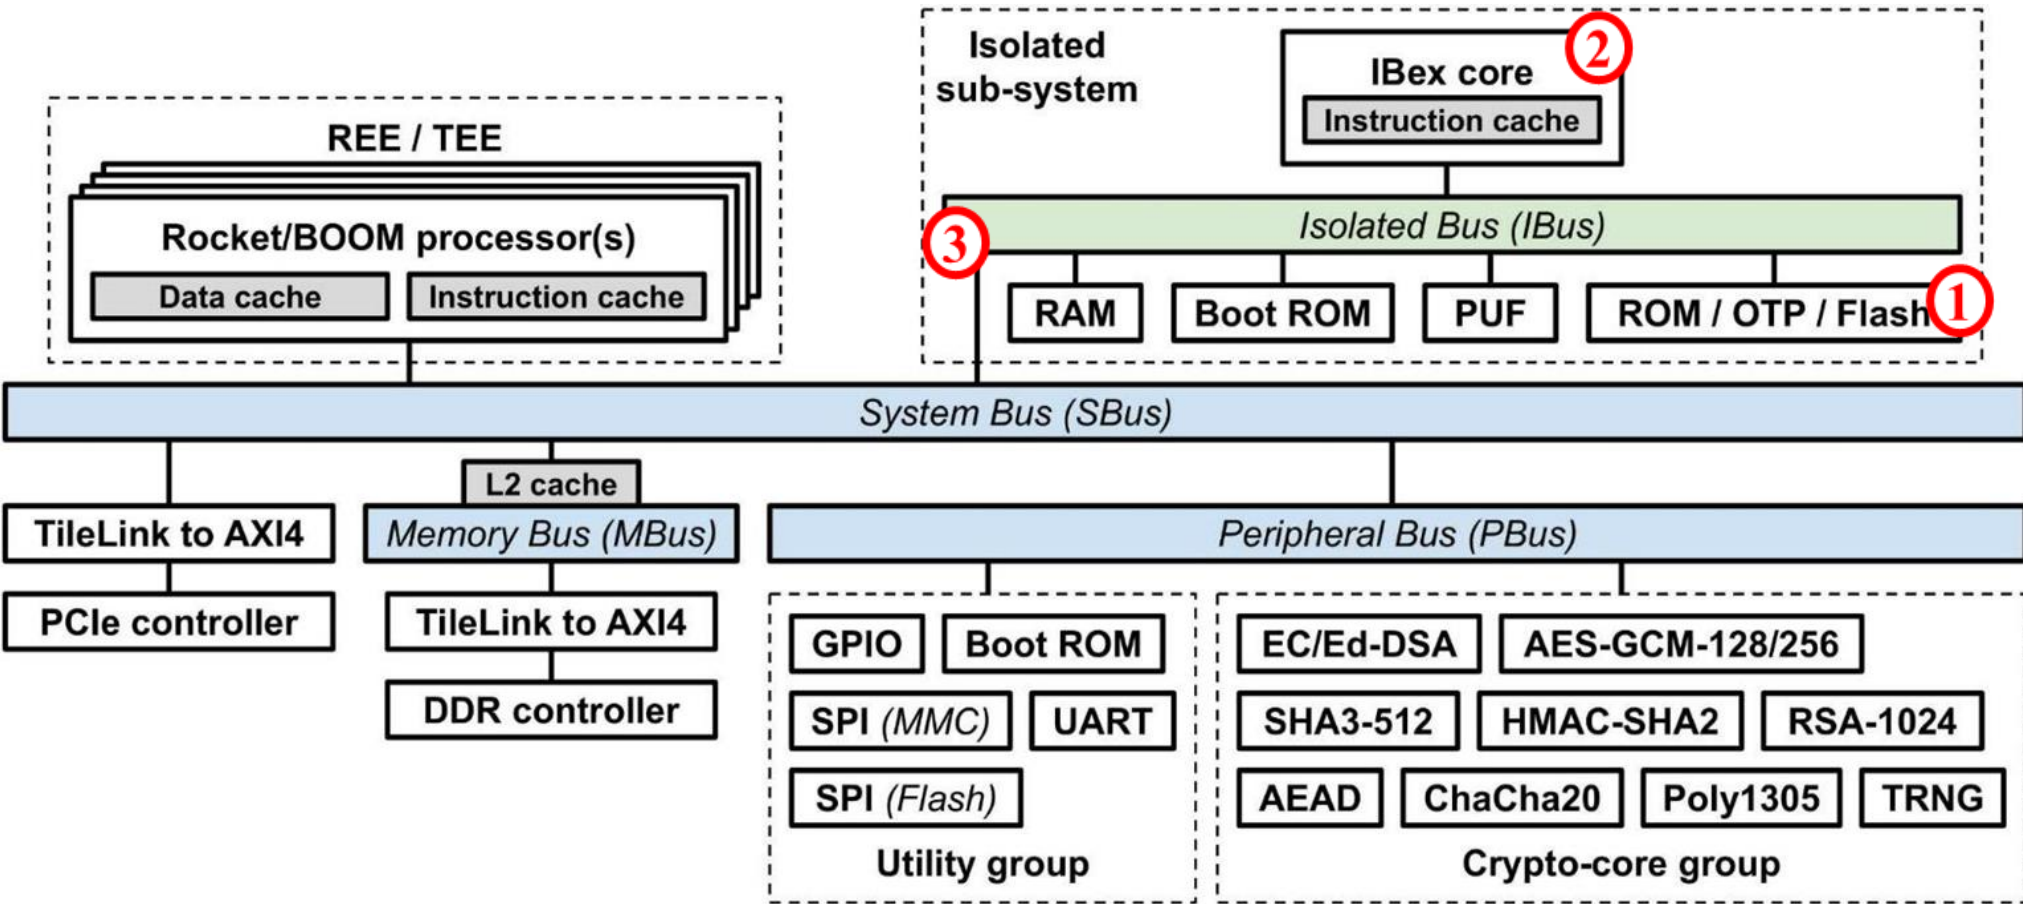 Isolated
sub-system
IBex core
2
Instruction cache
REE / TEE
Rocket/BOOM processor(s)
Data cache
Instruction cache
3
Isolated Bus (IBus)
RAM
Boot ROM
PUF
ROM / OTP / Flash
1
System Bus (SBus)
L2 cache
TileLink to AXI4
Memory Bus (MBus)
Peripheral Bus (PBus)
PCIe controller
TileLink to AXI4
DDR controller
GPIO
Boot ROM
SPI (MMC)
UART
SPI (Flash)
Utility group
EC/Ed-DSA
AES-GCM-128/256
SHA3-512
HMAC-SHA2
RSA-1024
AEAD
ChaCha20
Poly1305
TRNG
Crypto-core group